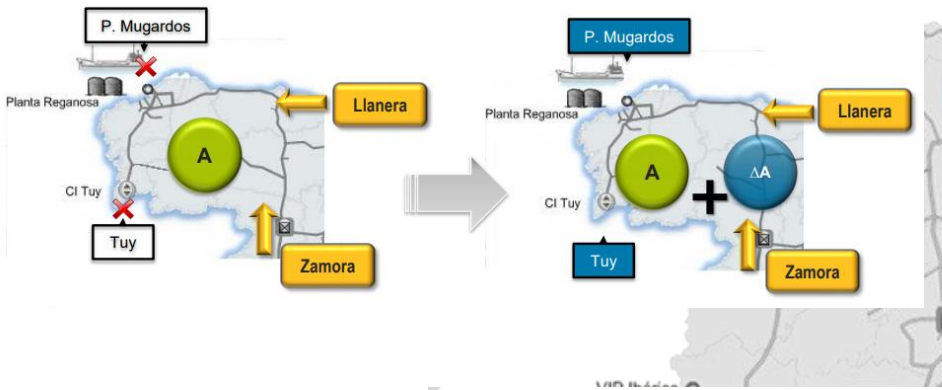 P. Mugardos
Planta Reganosa
Llanera
A
CI Tuy
Tuy
Zamora
P. Mugardos
Planta Reganosa
Llanera
A
+
ΔA
CI Tuy
Tuy
Zamora
VIP Ibérico